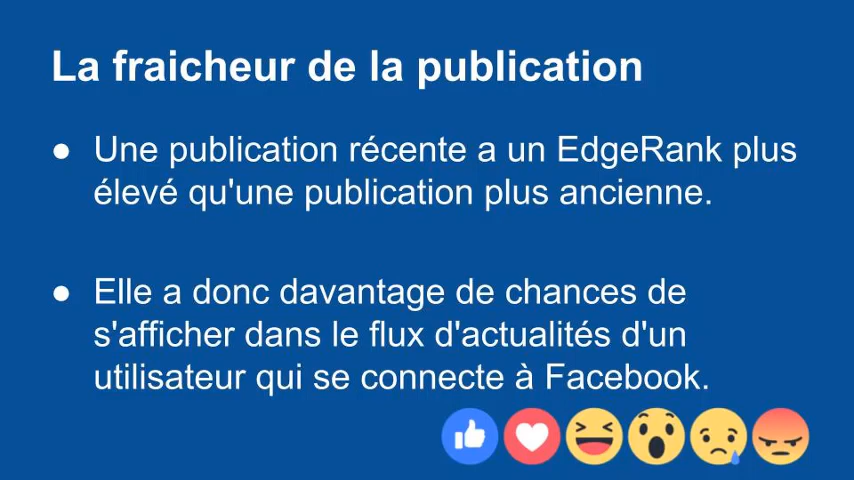 La fraicheur de la publication
● Une publication récente a un EdgeRank plus
élevé qu'une publication plus ancienne.
● Elle a donc davantage de chances de
s'afficher dans le flux d'actualités d'un
utilisateur qui se connecte à Facebook.